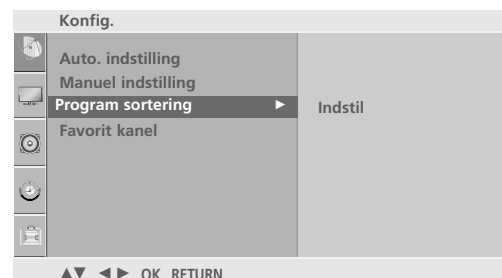 Konfig.
Auto. indstilling
Manuel indstilling
Program sortering ► Indstil
Favorit kanel
▲▼ ◄► OK RETURN